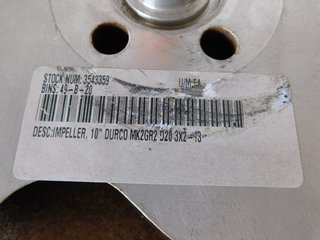 STOCK NUM: 3543359 UM:EA
BINS: 49-B-20
DESC:IMPELLER, 10" DURCO MK2GR2 D20 3X2-13